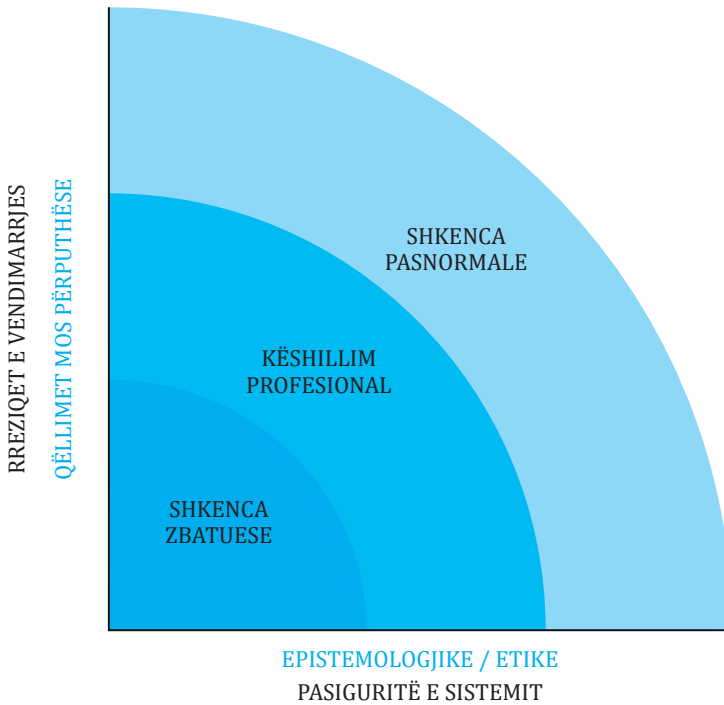 RREZIQET E VENDIMARRJES
QËLLIMET MOS PËRPUTHËSE
SHKENCA
PASNORMALE
KËSHILLIM
PROFESIONAL
SHKENCA
ZBATUESE
EPISTEMOLOGJIKE / ETIKE
PASIGURITË E SISTEMIT